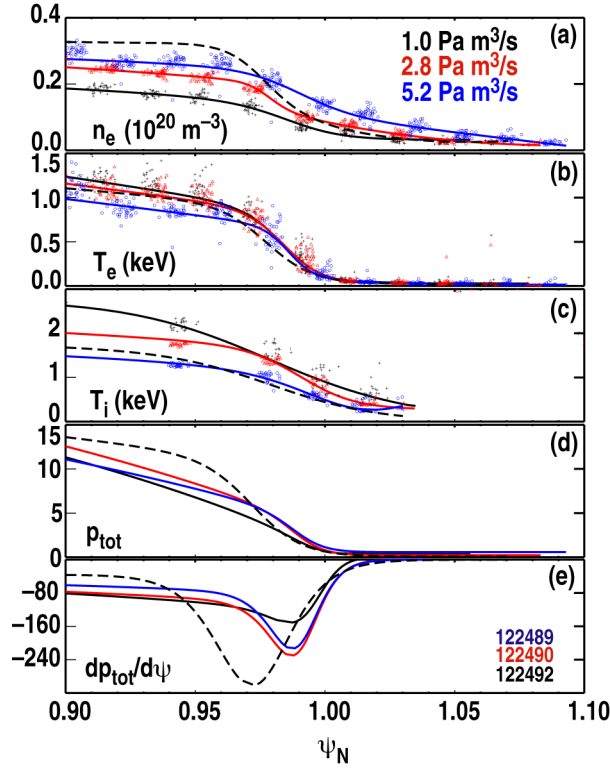 0.4
(a)
1.0 Pa m³/s
2.8 Pa m³/s
5.2 Pa m³/s
0.2
nₑ (10²⁰ m⁻³)
0.0
1.5
(b)
1.0
0.5
Tₑ (keV)
0.0
(c)
2
1
Tᵢ (keV)
0
15
(d)
10
5
pₜₒₜ
0
(e)
−80
−160
122489
122490
−240
122492
dpₜₒₜ/dψ
0.90 0.95 1.00 1.05 1.10
ψ_N